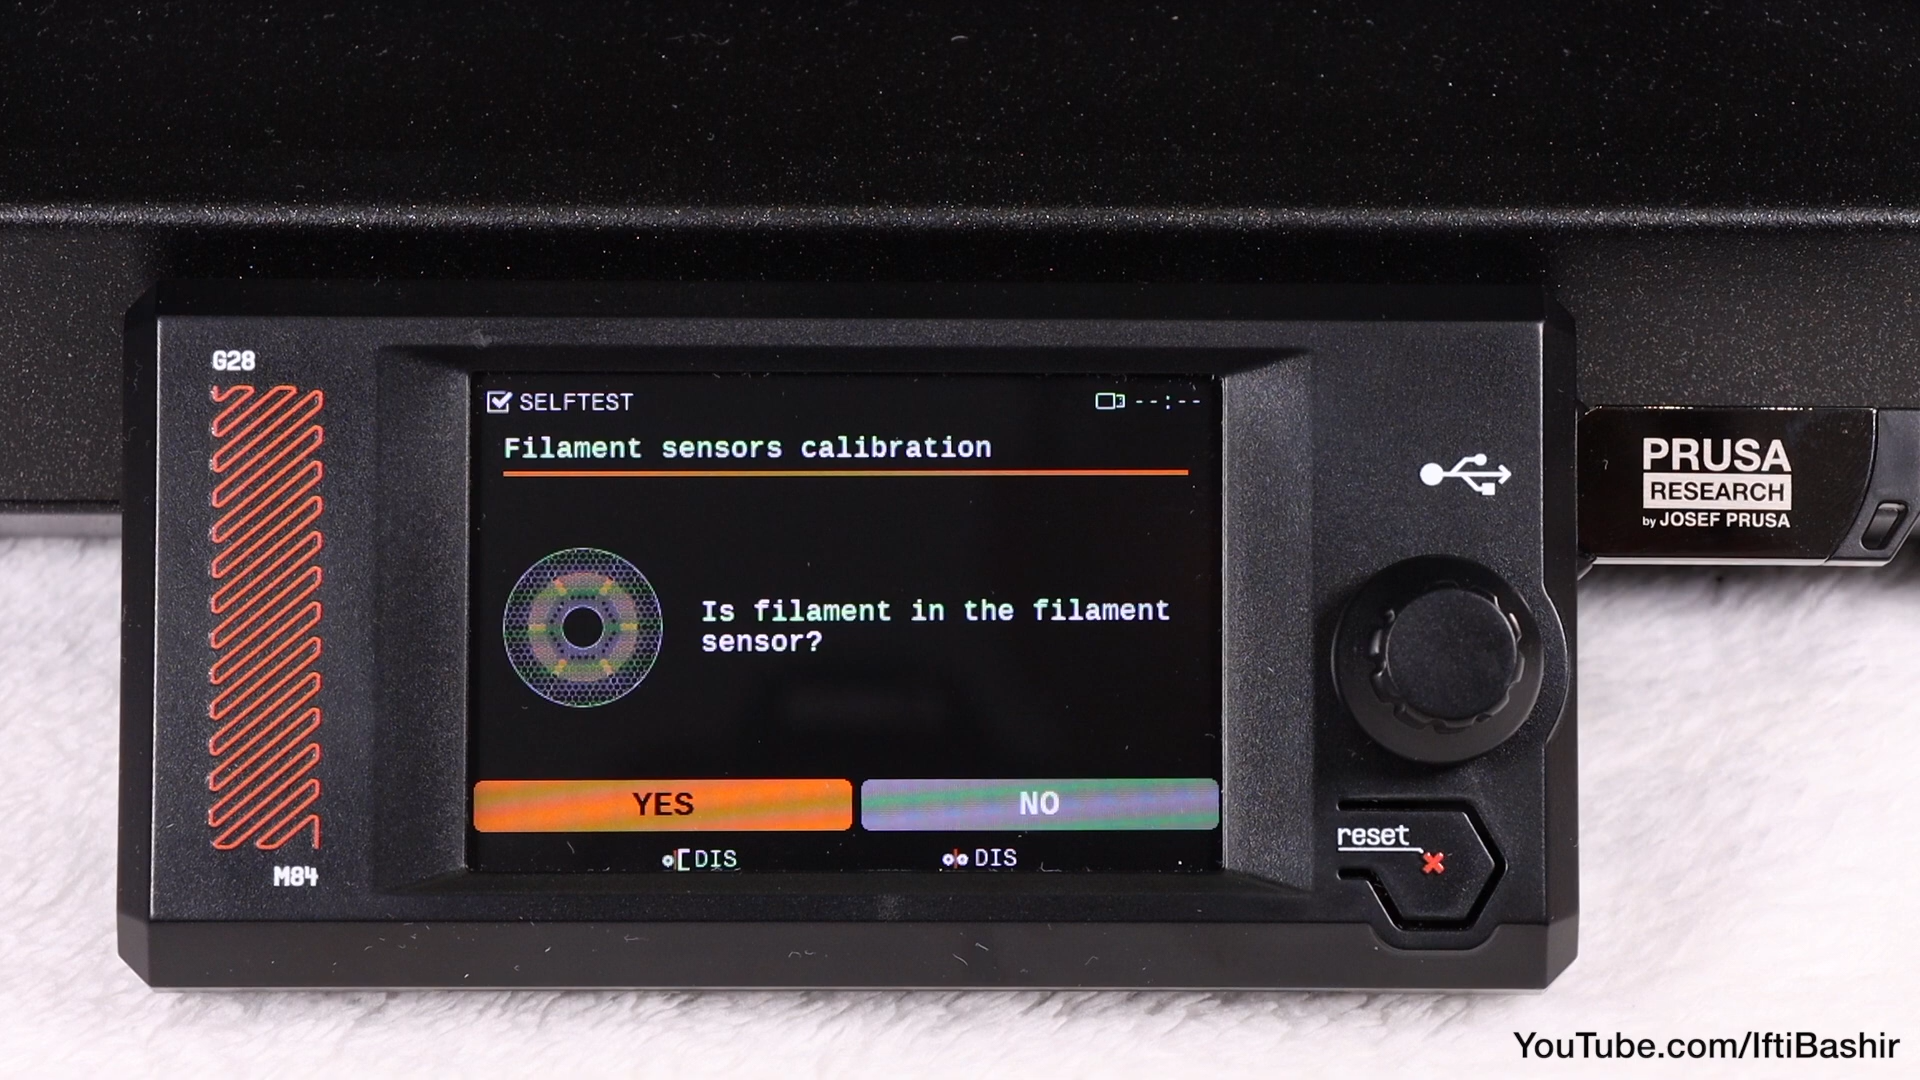 G28
SELFTEST
--:--
Filament sensors calibration
Is filament in the filament
sensor?
YES
NO
DIS
DIS
M84
reset
PRUSA
RESEARCH
by JOSEF PRUSA
YouTube.com/IftiBashir